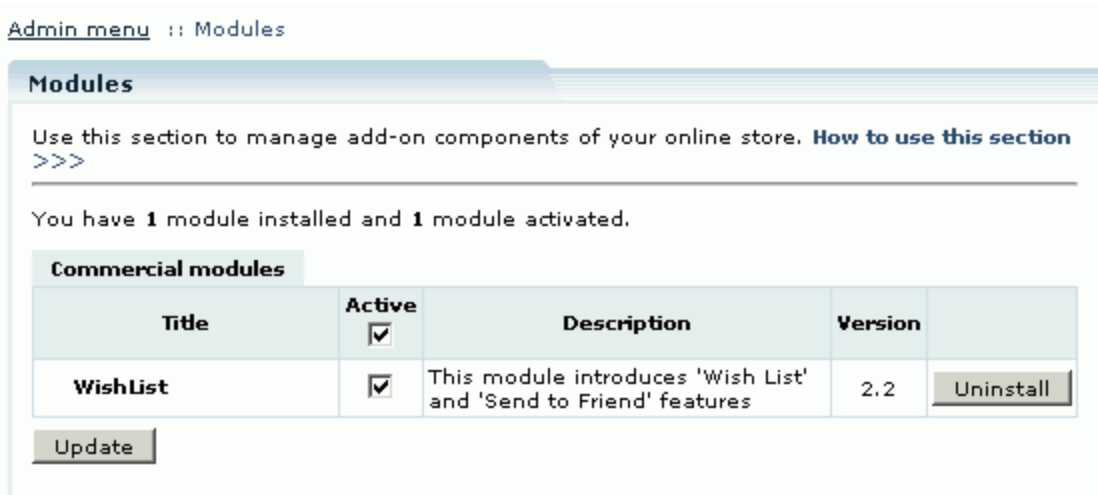 Admin menu :: Modules
Modules
Use this section to manage add-on components of your online store. How to use this section
>>>
You have 1 module installed and 1 module activated.
Commercial modules
Title Active Description Version
WishList This module introduces 'Wish List' and 'Send to Friend' features 2.2 Uninstall
Update